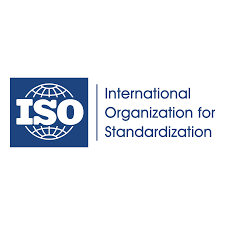 ISO
International
Organization for
Standardization